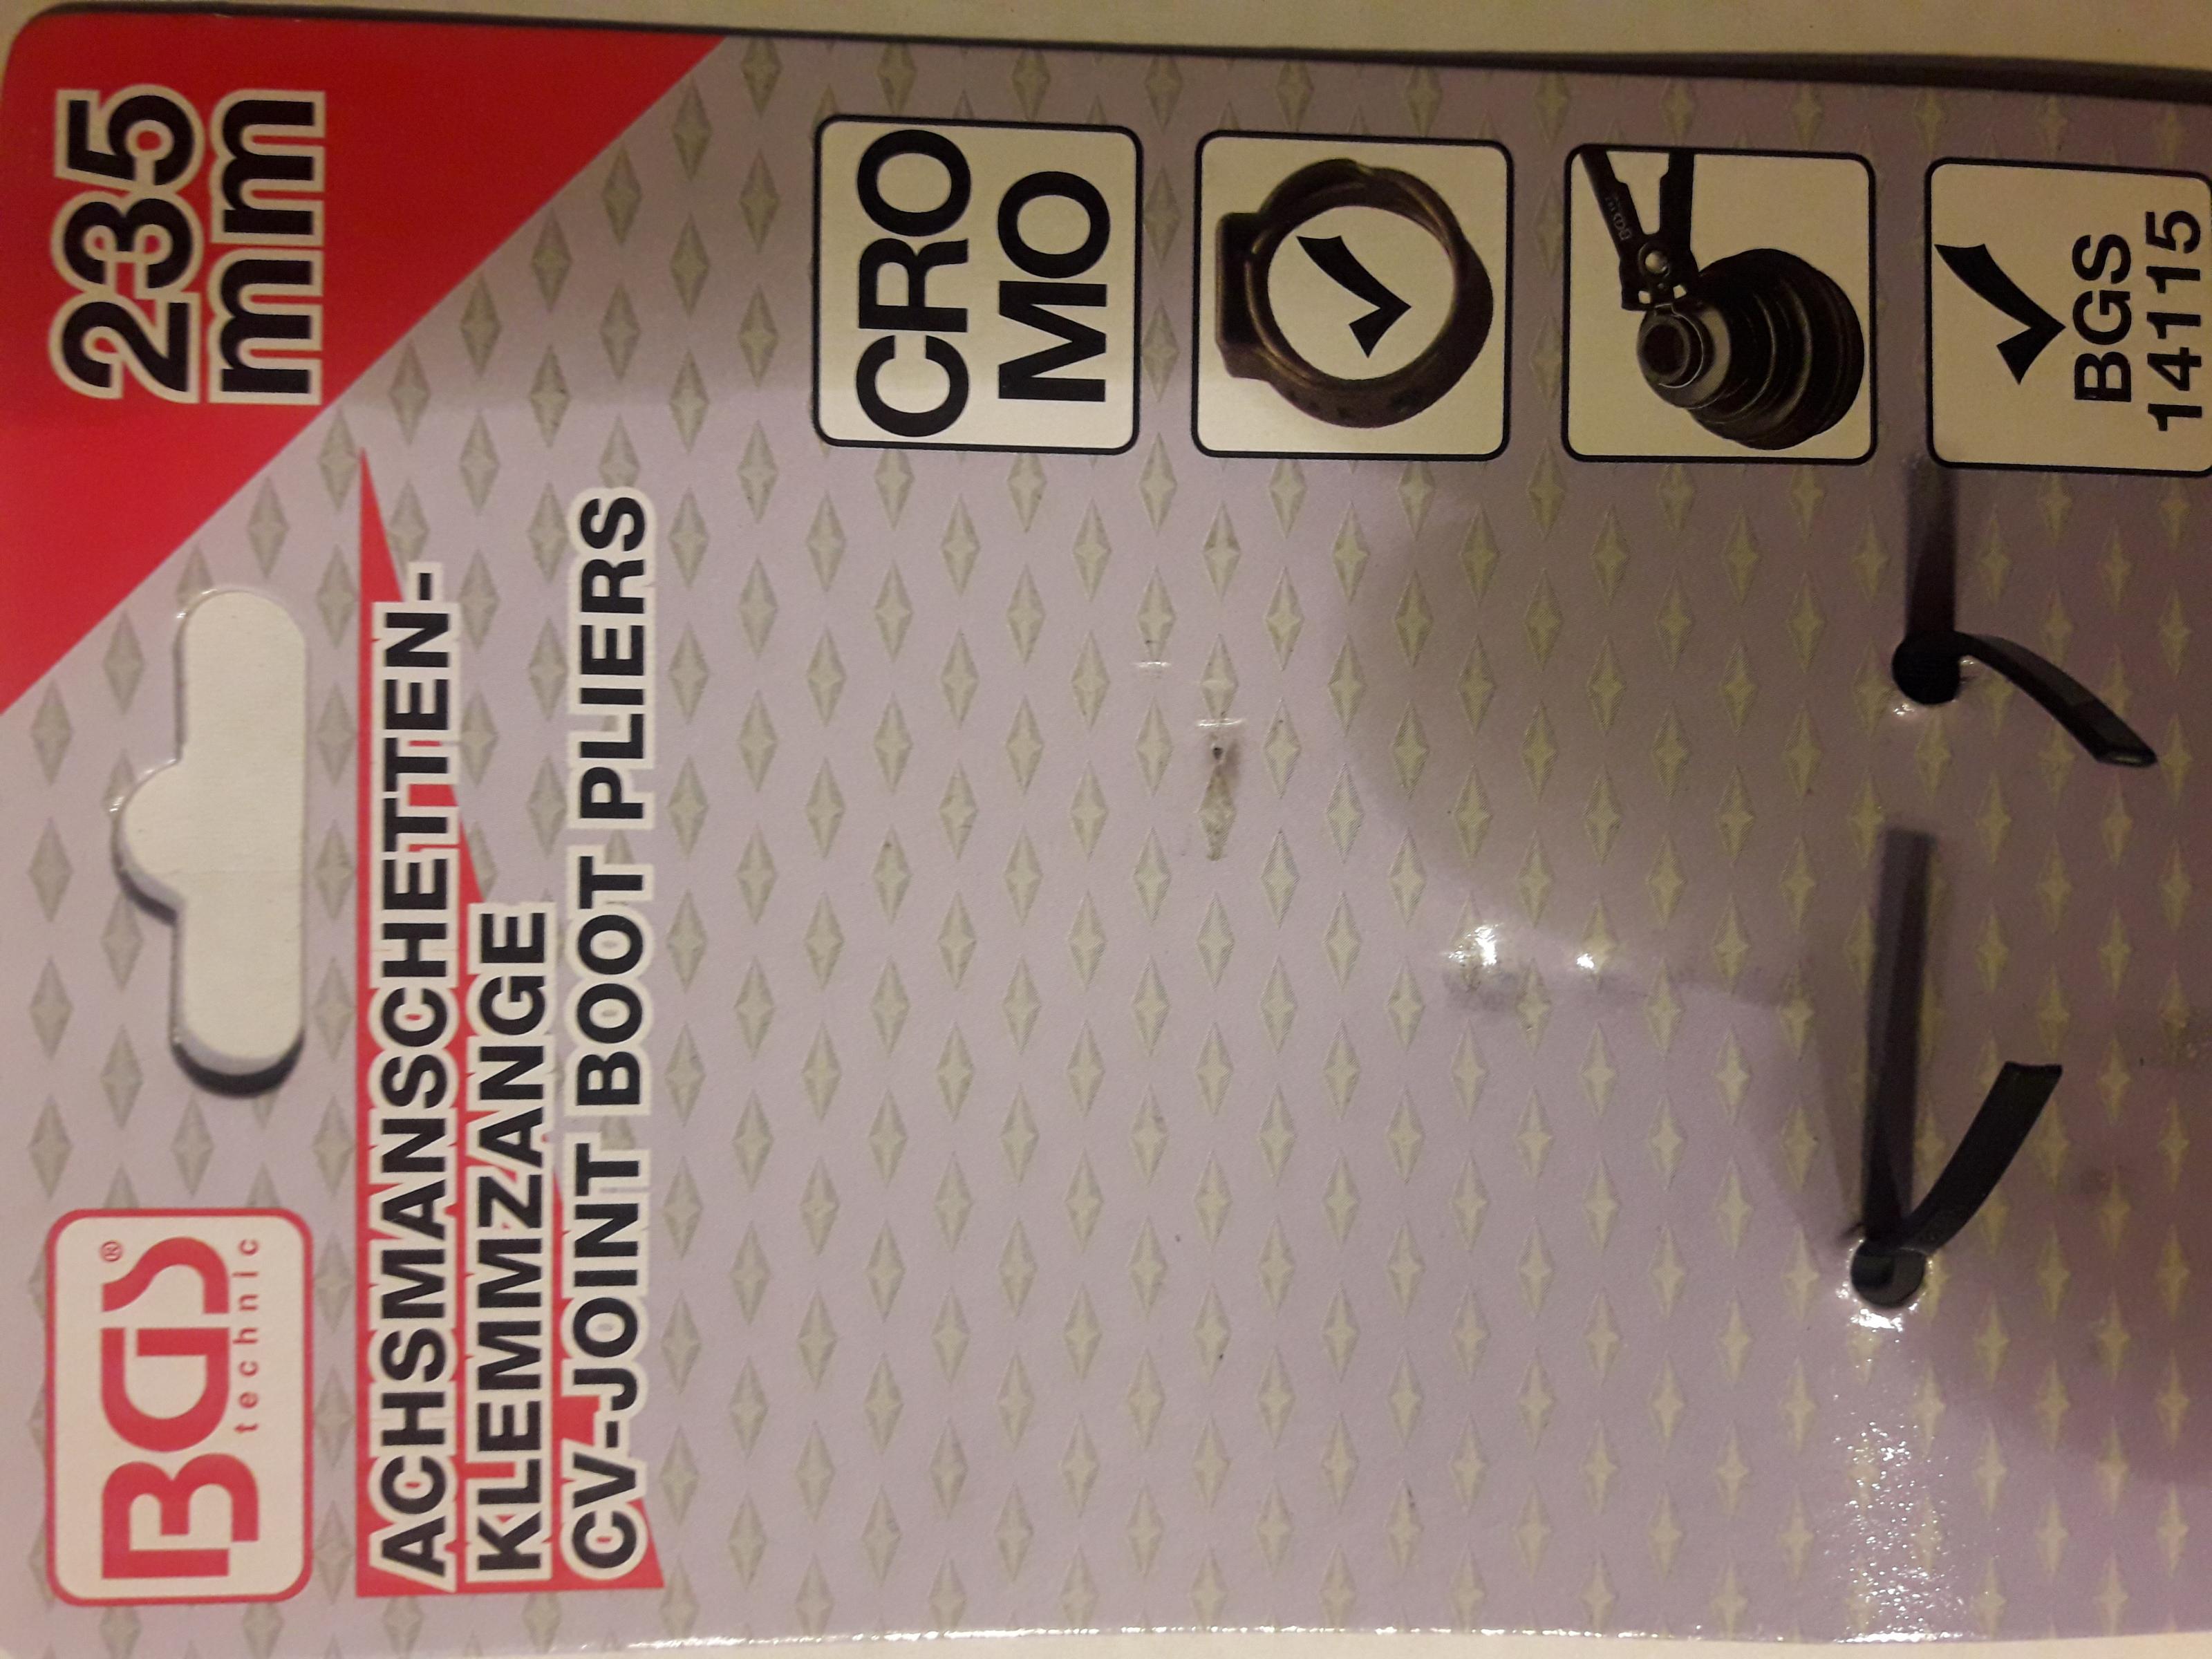 BGS®
technic
235
mm
ACHSMANSCHETTEN-
KLEMMZANGE
CV-JOINT BOOT PLIERS
CRO
MO
BGS
14115